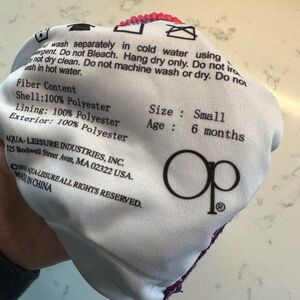 wash separately in cold water using
detergent. Do not Bleach. Hang dry only. Do not iron
not dry clean. Do not machine wash or dry. Do not
in hot water.
Fiber Content
Shell:100% Polyester
Lining: 100% Polyester
Exterior: 100% Polyester
Size : Small
Age : 6 months
AQUA-LEISURE INDUSTRIES, INC.
525 Bodwell Street Avon, MA 02322 USA.
AQUA-LEISURE ALL RIGHTS RESERVED.
MADE IN CHINA
Op®